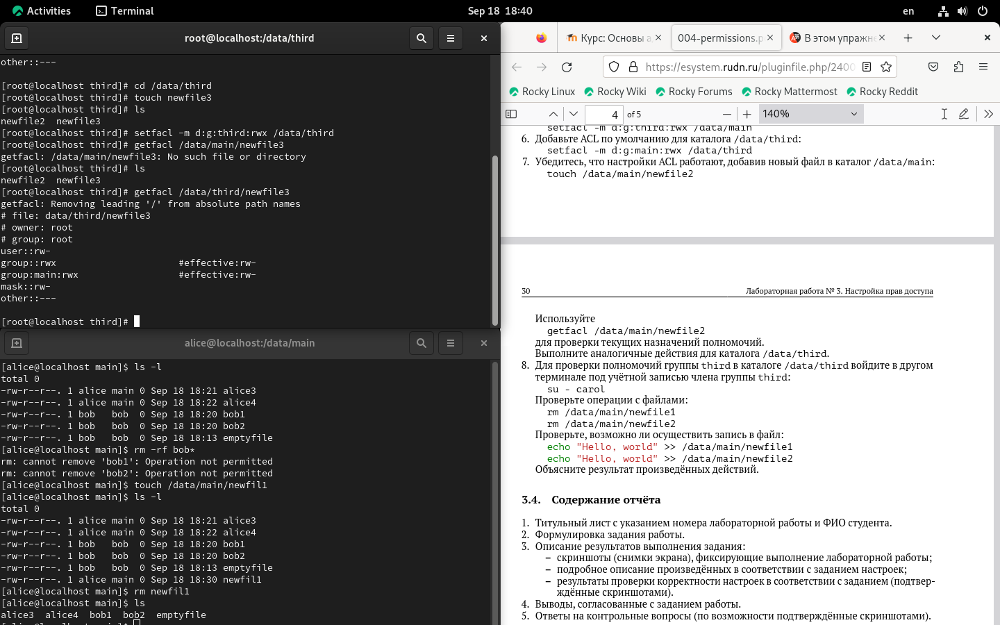 Activities
Terminal
Sep 18 18:40
en
root@localhost:/data/third
other::---
[root@localhost third]# cd /data/third
[root@localhost third]# touch newfile3
[root@localhost third]# ls
newfile2  newfile3
[root@localhost third]# setfacl -m d:g:third:rwx /data/third
[root@localhost third]# getfacl /data/main/newfile3
getfacl: /data/main/newfile3: No such file or directory
[root@localhost third]# ls
newfile2  newfile3
[root@localhost third]# getfacl /data/third/newfile3
getfacl: Removing leading '/' from absolute path names
# file: data/third/newfile3
# owner: root
# group: root
user::rw-
group::rwx                      #effective:rw-
group:main:rwx                  #effective:rw-
mask::rw-
other::---
[root@localhost third]#
alice@localhost:/data/main
[alice@localhost main]$ ls -l
total 0
-rw-r--r--. 1 alice main 0 Sep 18 18:21 alice3
-rw-r--r--. 1 alice main 0 Sep 18 18:22 alice4
-rw-r--r--. 1 bob   bob  0 Sep 18 18:20 bob1
-rw-r--r--. 1 bob   bob  0 Sep 18 18:20 bob2
-rw-r--r--. 1 bob   bob  0 Sep 18 18:13 emptyfile
[alice@localhost main]$ rm -rf bob*
rm: cannot remove 'bob1': Operation not permitted
rm: cannot remove 'bob2': Operation not permitted
[alice@localhost main]$ touch /data/main/newfil1
[alice@localhost main]$ ls -l
total 0
-rw-r--r--. 1 alice main 0 Sep 18 18:21 alice3
-rw-r--r--. 1 alice main 0 Sep 18 18:22 alice4
-rw-r--r--. 1 bob   bob  0 Sep 18 18:20 bob1
-rw-r--r--. 1 bob   bob  0 Sep 18 18:20 bob2
-rw-r--r--. 1 bob   bob  0 Sep 18 18:13 emptyfile
-rw-r--r--. 1 alice main 0 Sep 18 18:30 newfil1
[alice@localhost main]$ rm newfil1
[alice@localhost main]$ ls
alice3  alice4  bob1  bob2  emptyfile
Курс: Основы а
004-permissions.p
В этом упражне
https://esystem.rudn.ru/pluginfile.php/2400
Rocky Linux
Rocky Wiki
Rocky Forums
Rocky Mattermost
Rocky Reddit
4 of 5
140%
setfacl -m d:g:third:rwx /data/main
6. Добавьте ACL по умолчанию для каталога /data/third:
setfacl -m d:g:main:rwx /data/third
7. Убедитесь, что настройки ACL работают, добавив новый файл в каталог /data/main:
touch /data/main/newfile2
30 Лабораторная работа № 3. Настройка прав доступа
Используйте
getfacl /data/main/newfile2
для проверки текущих назначений полномочий.
Выполните аналогичные действия для каталога /data/third.
8. Для проверки полномочий группы third в каталоге /data/third войдите в другом
терминале под учётной записью члена группы third:
su - carol
Проверьте операции с файлами:
rm /data/main/newfile1
rm /data/main/newfile2
Проверьте, возможно ли осуществить запись в файл:
echo "Hello, world" >> /data/main/newfile1
echo "Hello, world" >> /data/main/newfile2
Объясните результат произведённых действий.
3.4. Содержание отчёта
1. Титульный лист с указанием номера лабораторной работы и ФИО студента.
2. Формулировка задания работы.
3. Описание результатов выполнения задания:
– скриншоты (снимки экрана), фиксирующие выполнение лабораторной работы;
– подробное описание произведённых в соответствии с заданием настроек;
– результаты проверки корректности настроек в соответствии с заданием (подтвер-
ждённые скриншотами).
4. Выводы, согласованные с заданием работы.
5. Ответы на контрольные вопросы (по возможности подтверждённые скриншотами).